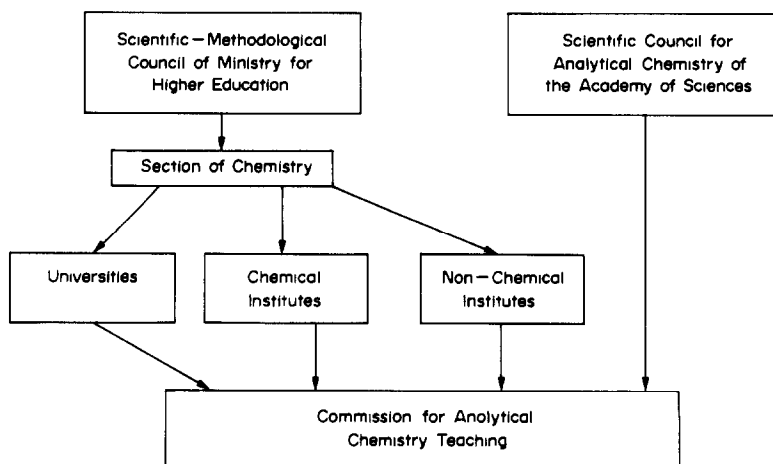 Scientific-Methodological
Council of Ministry for
Higher Education
Scientific Council for
Analytical Chemistry of
the Academy of Sciences
Section of Chemistry
Universities
Chemical
Institutes
Non-Chemical
Institutes
Commission for Anolytical
Chemistry Teaching